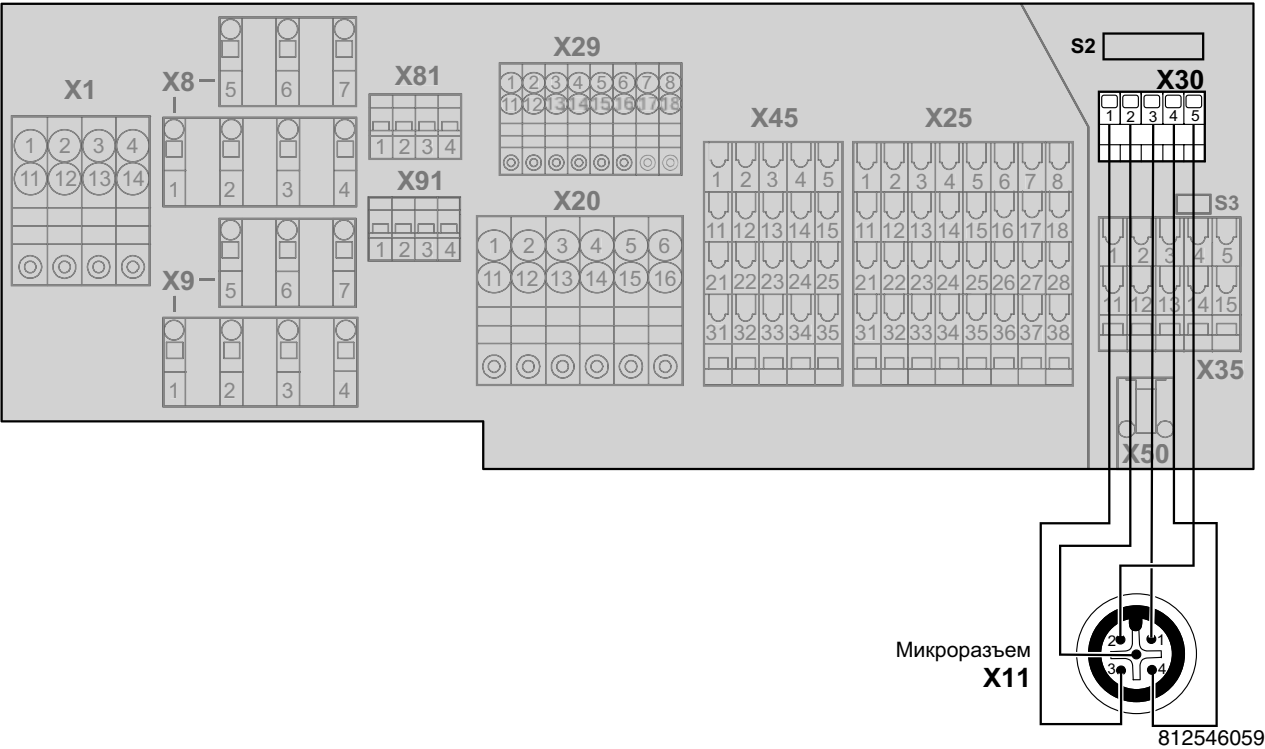 S2
X30
1 2 3 4 5
X29
1 2 3 4 5 6 7 8
11 12 13 14 15 16 17 18
X8
5 6 7
1 2 3 4
X81
1 2 3 4
X1
1 2 3 4
11 12 13 14
X45
1 2 3 4 5
11 12 13 14 15
21 22 23 24 25
31 32 33 34 35
X25
1 2 3 4 5 6 7 8
11 12 13 14 15 16 17 18
21 22 23 24 25 26 27 28
31 32 33 34 35 36 37 38
X91
1 2 3 4
X20
1 2 3 4 5 6
11 12 13 14 15 16
S3
1 2 3 4 5
11 12 13 14 15
X35
X9
5 6 7
1 2 3 4
X50
2 1
3 4
Микроразъем
X11
812546059